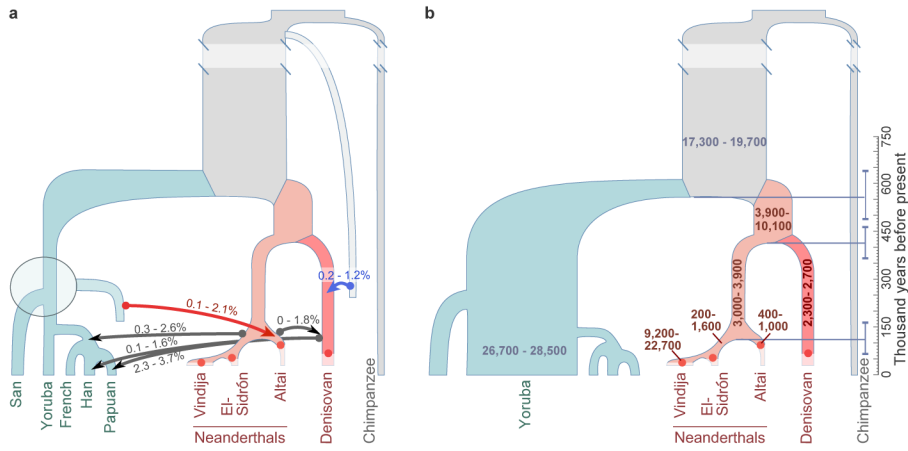 a
0.2 - 1.2%
0.1 - 2.1%
0 - 1.8%
0.3 - 2.6%
0.1 - 1.6%
2.3 - 3.7%
San
Yoruba
French
Han
Papuan
Vindija
El-
Sidrón
Altai
Neanderthals
Denisovan
Chimpanzee
b
17,300 - 19,700
3,900-
10,100
3,000 - 3,900
2,300 - 2,700
200-
1,600
400-
1,000
9,200-
22,700
26,700 - 28,500
Yoruba
Vindija
El-
Sidrón
Altai
Neanderthals
Denisovan
Chimpanzee
750
600
450
300
150
0
Thousand years before present